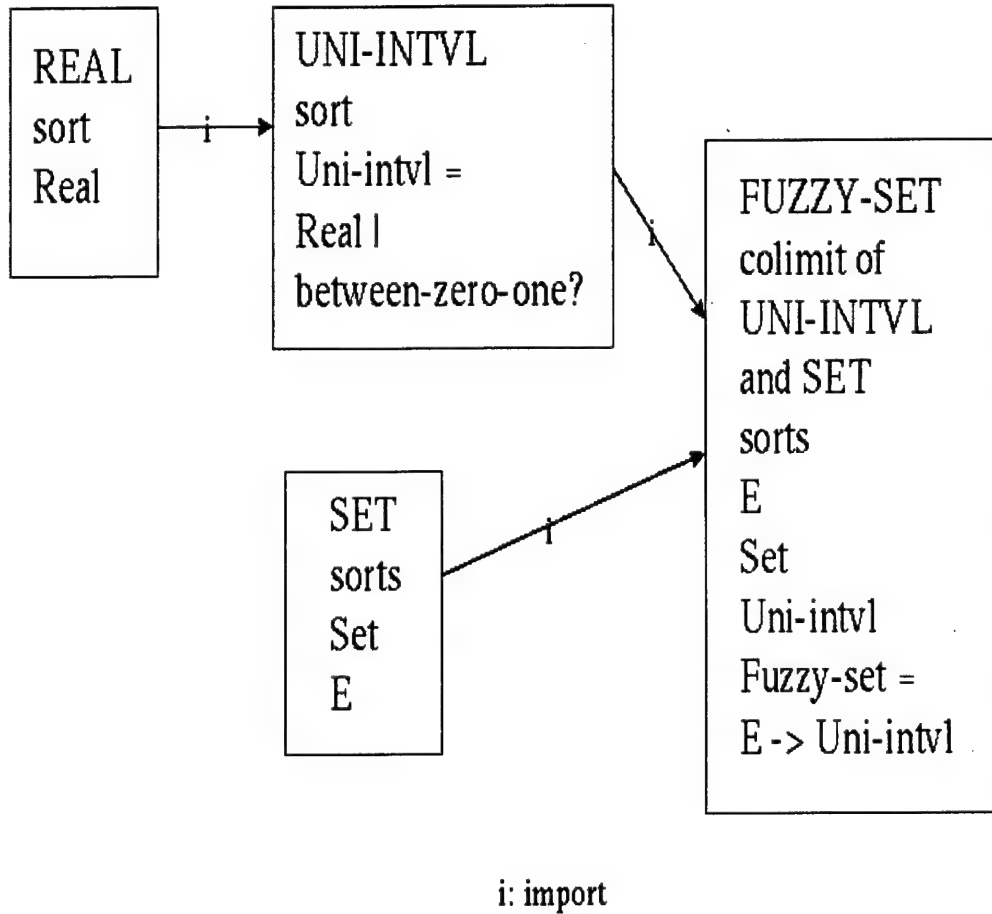 REAL
sort
Real
i
UNI-INTVL
sort
Uni-intvl =
Real |
between-zero-one?
i
SET
sorts
Set
E
i
FUZZY-SET
colimit of
UNI-INTVL
and SET
sorts
E
Set
Uni-intvl
Fuzzy-set =
E -> Uni-intvl
i: import